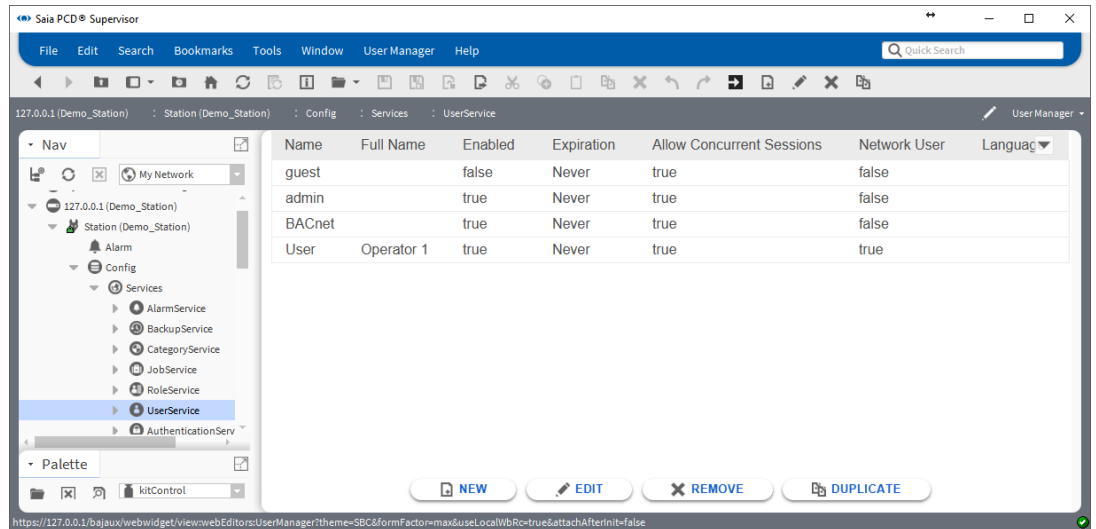 Saia PCD® Supervisor
File Edit Search Bookmarks Tools Window User Manager Help
Quick Search
127.0.0.1 (Demo_Station) : Station (Demo_Station) : Config : Services : UserService
User Manager
Nav
My Network
127.0.0.1 (Demo_Station)
Station (Demo_Station)
Alarm
Config
Services
AlarmService
BackupService
CategoryService
JobService
RoleService
UserService
AuthenticationServ
Palette
kitControl
Name Full Name Enabled Expiration Allow Concurrent Sessions Network User Languag
guest false Never true false
admin true Never true false
BACnet true Never true false
User Operator 1 true Never true true
NEW EDIT REMOVE DUPLICATE
https://127.0.0.1/bajaux/webwidget/view:webEditors:UserManager?theme=SBC&formFactor=max&useLocalWbRc=true&attachAfterInit=false